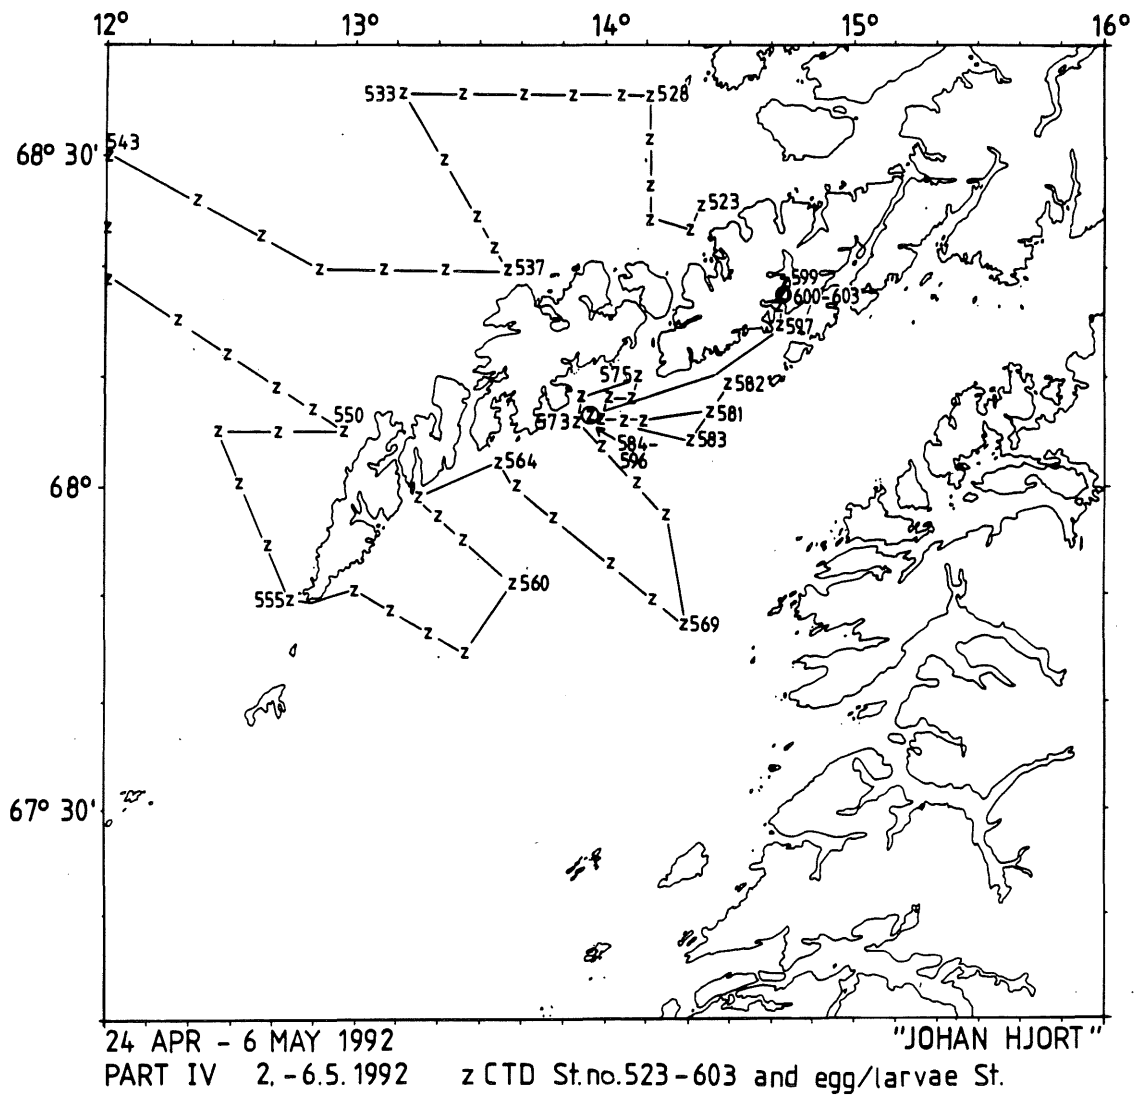 12° 13° 14° 15° 16°
533 z z z z z z 528
z
543
68° 30'
z z
z z
z z 523
z z z
z z
z z z z 537
z
599
600-603
z z 597
z
575 z
z z z 582
z z z-z
573 z z z z z z 581
550 z 583
z z z z 584-
596
z 564
68°
z z z z
z z z
z z
z z 560
555 z z z z
z z z 569
z
67° 30'
24 APR - 6 MAY 1992 "JOHAN HJORT"
PART IV 2.-6.5.1992 z CTD St.no.523-603 and egg/larvae St.